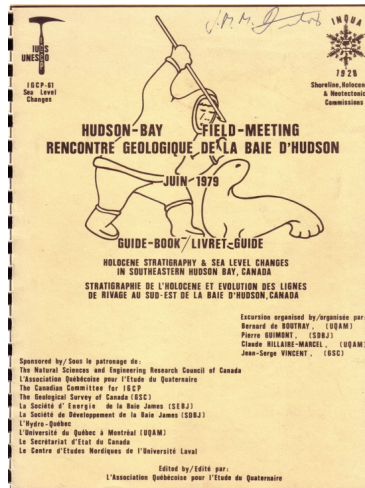 IUGS
UNESCO
IGCP-61
Sea Level
Changes
INQUA
1928
Shoreline, Holocene
& Neotectonic
Commissions
HUDSON-BAY FIELD-MEETING
RENCONTRE GEOLOGIQUE DE LA BAIE D'HUDSON
JUIN 1979
GUIDE-BOOK/LIVRET-GUIDE
HOLOCENE STRATIGRAPHY & SEA LEVEL CHANGES
IN SOUTHEASTERN HUDSON BAY, CANADA
STRATIGRAPHIE DE L'HOLOCENE ET EVOLUTION DES LIGNES
DE RIVAGE AU SUD-EST DE LA BAIE D'HUDSON, CANADA
Excursion organised by/organisée par:
Bernard de BOUTRAY, (UQAM)
Pierre GUIMONT, (SDBJ)
Claude HILLAIRE-MARCEL, (UQAM)
Jean-Serge VINCENT, (GSC)
Sponsored by/Sous le patronage de:
The Natural Sciences and Engineering Research Council of Canada
L'Association Québécoise pour l'Etude du Quaternaire
The Canadian Committee for IGCP
The Geological Survey of Canada (GSC)
La Société d'Energie de la Baie James (SEBJ)
La Société de Développement de la Baie James (SDBJ)
L'Hydro-Québec
L'Université du Québec à Montréal (UQAM)
Le Secrétariat d'Etat du Canada
Le Centre d'Etudes Nordiques de l'Université Laval
Edited by/Edité par:
L'Association Québécoise pour l'Etude du Quaternaire